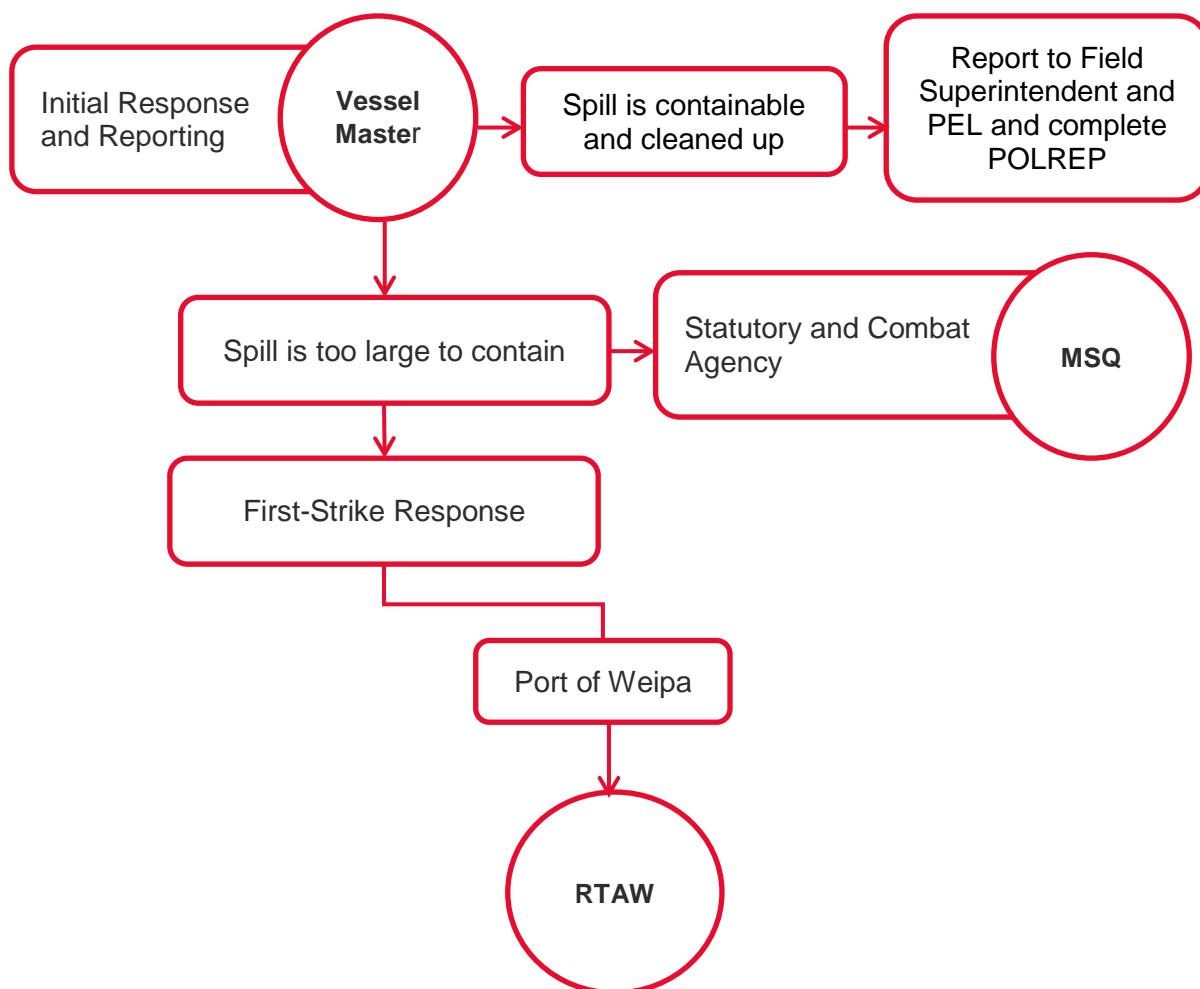 Initial Response
and Reporting
Vessel
Master
Spill is containable
and cleaned up
Report to Field
Superintendent and
PEL and complete
POLREP
Spill is too large to contain
Statutory and Combat
Agency
MSQ
First-Strike Response
Port of Weipa
RTAW